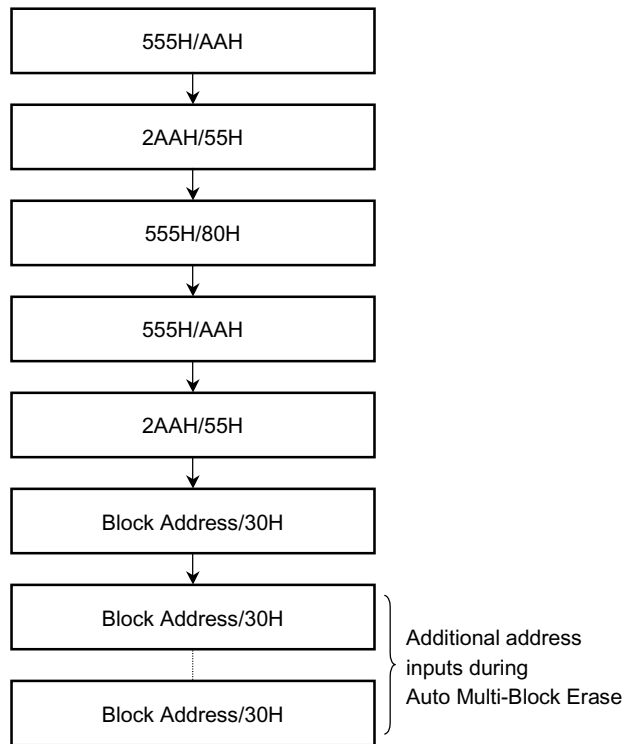 555H/AAH
2AAH/55H
555H/80H
555H/AAH
2AAH/55H
Block Address/30H
Block Address/30H
Block Address/30H
Additional address
inputs during
Auto Multi-Block Erase